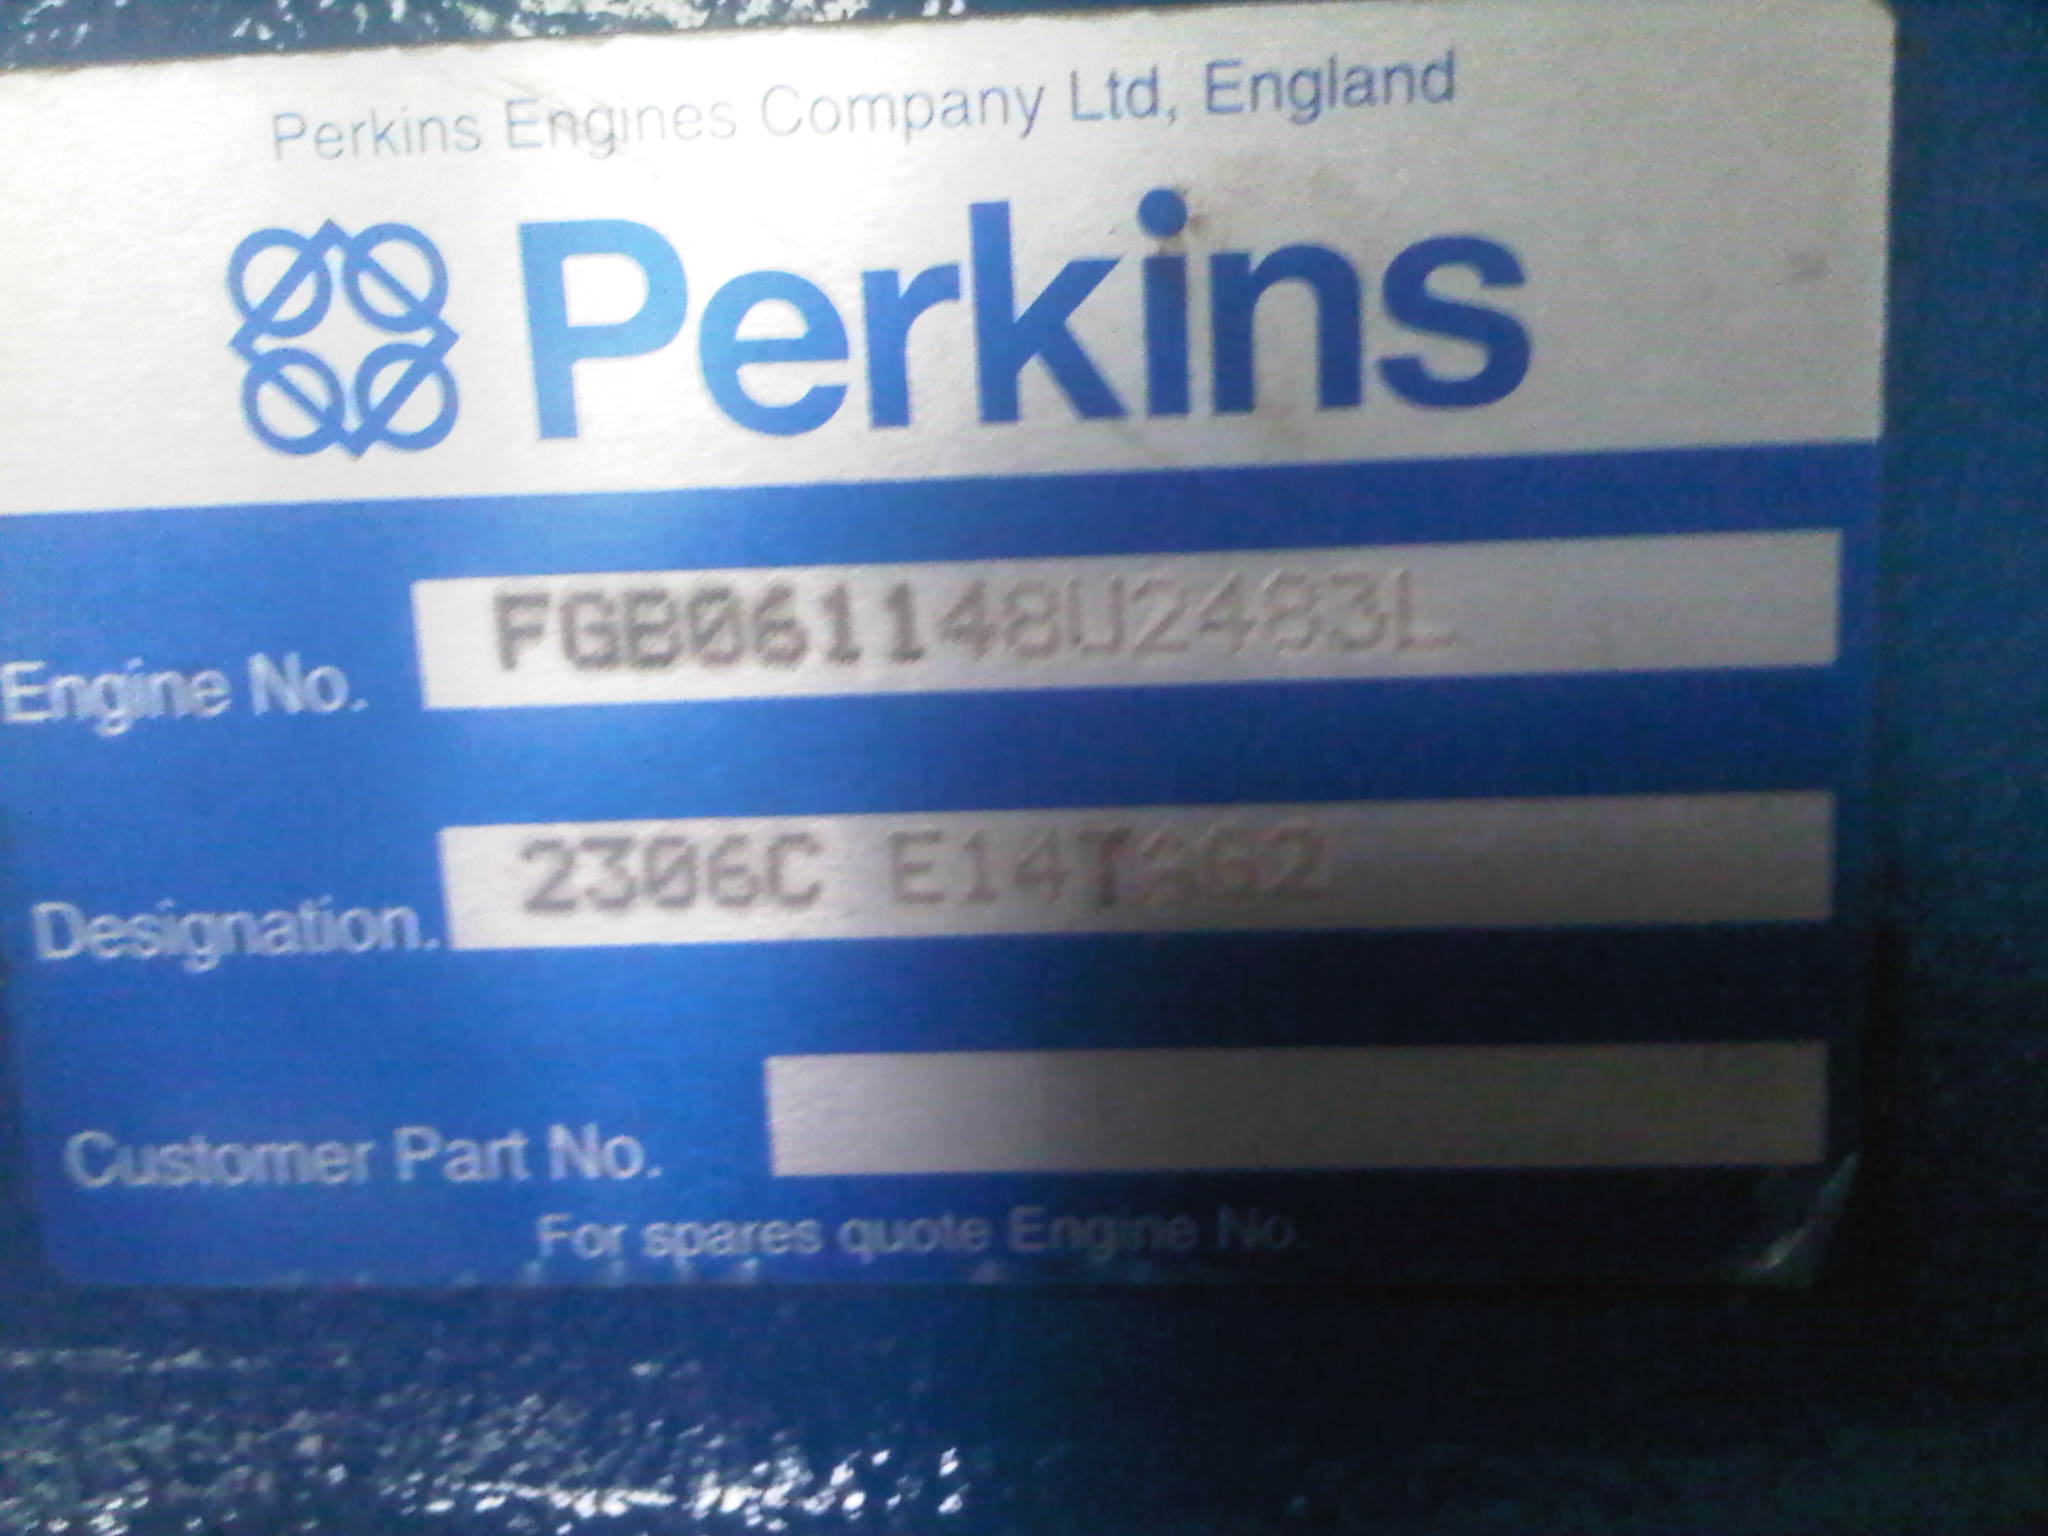 Perkins Engines Company Ltd, England
Perkins
Engine No. FGB061148U2483L
Designation. 2306C E14TAG2
Customer Part No.
For spares quote Engine No.